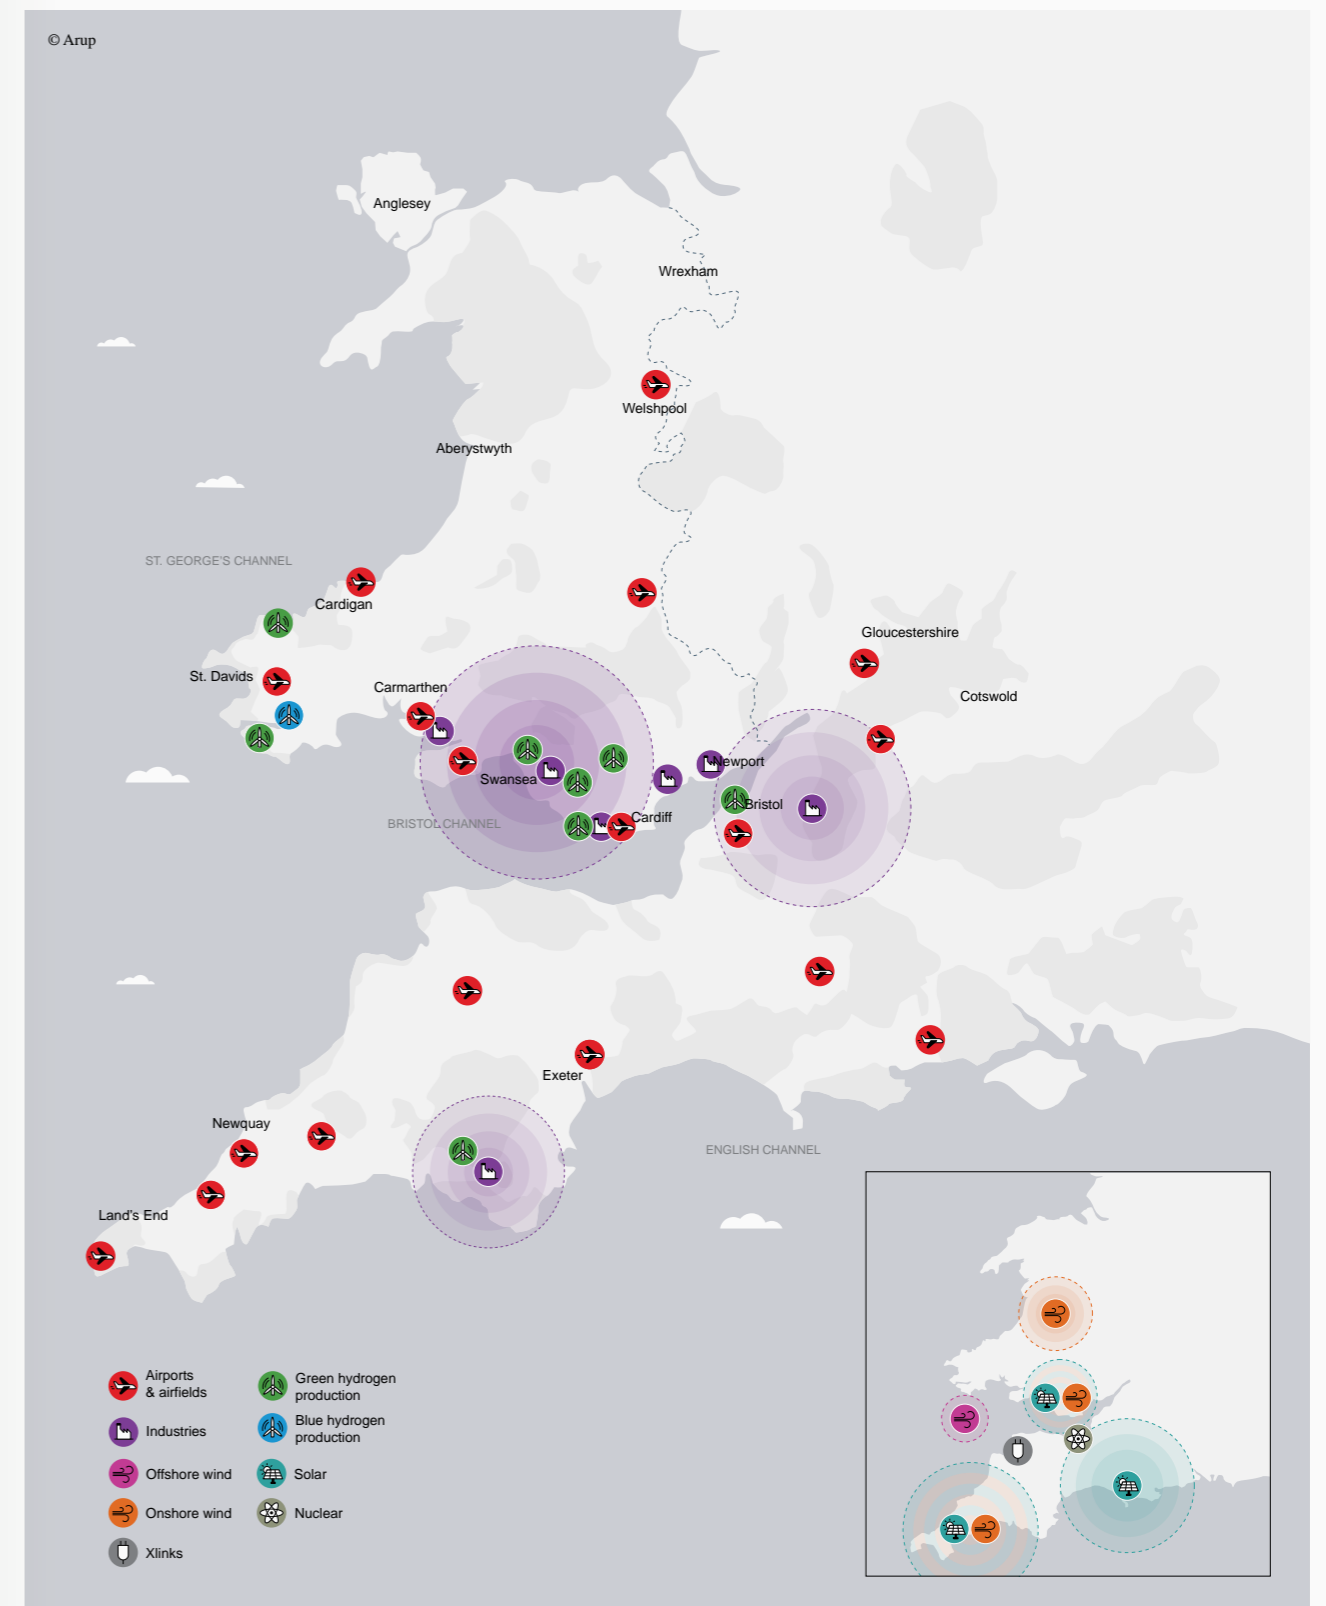 © Arup
Anglesey
Wrexham
Welshpool
Aberystwyth
ST. GEORGE'S CHANNEL
Cardigan
Gloucestershire
St. Davids
Carmarthen
Cotswold
Newport
Swansea
Bristol
Cardiff
BRISTOL CHANNEL
Exeter
Newquay
ENGLISH CHANNEL
Land's End
Airports
& airfields
Industries
Offshore wind
Onshore wind
Xlinks
Green hydrogen
production
Blue hydrogen
production
Solar
Nuclear